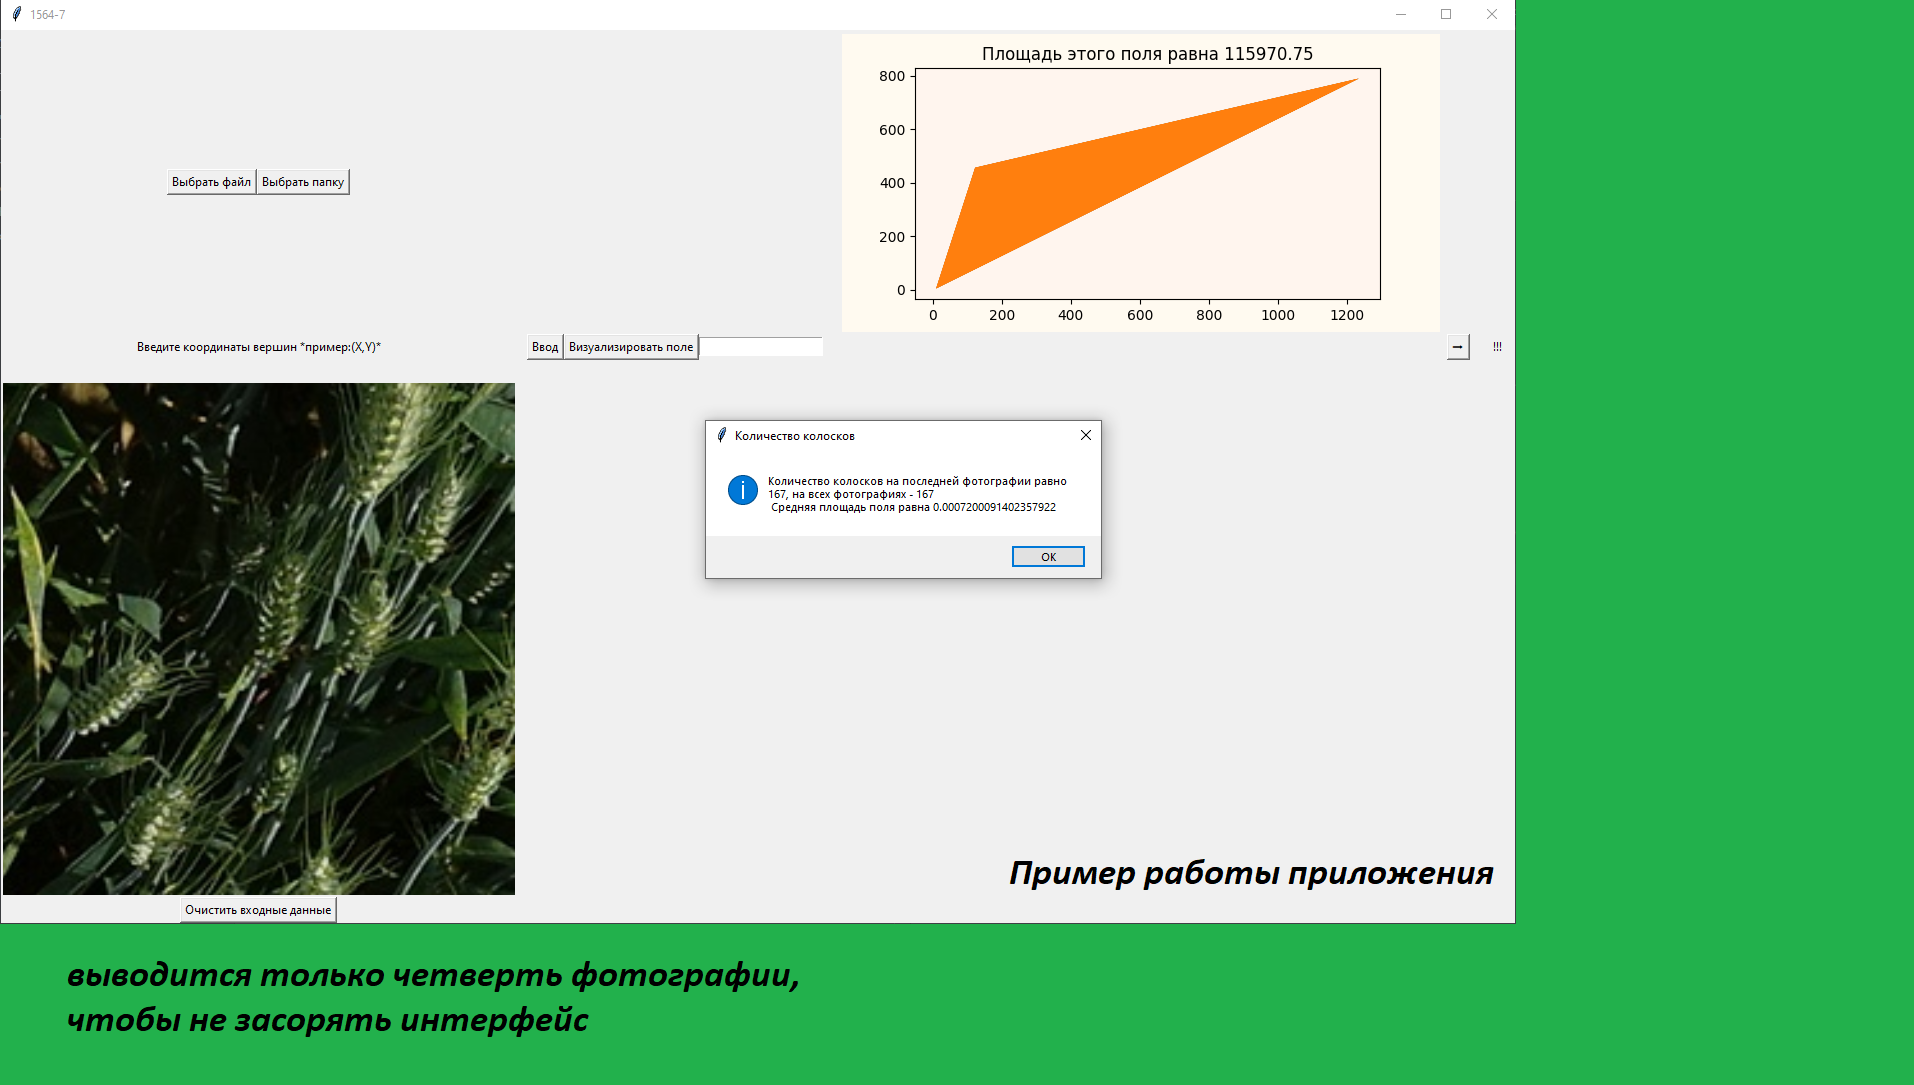 1564-7
Площадь этого поля равна 115970.75
800
600
400
200
0
0 200 400 600 800 1000 1200
Выбрать файл Выбрать папку
Введите координаты вершин *пример:(X,Y)*
Ввод Визуализировать поле
→ !!!
Количество колосков
Количество колосков на последней фотографии равно
167, на всех фотографиях - 167
Средняя площадь поля равна 0.0007200091402357922
OK
Пример работы приложения
Очистить входные данные
выводится только четверть фотографии,
чтобы не засорять интерфейс